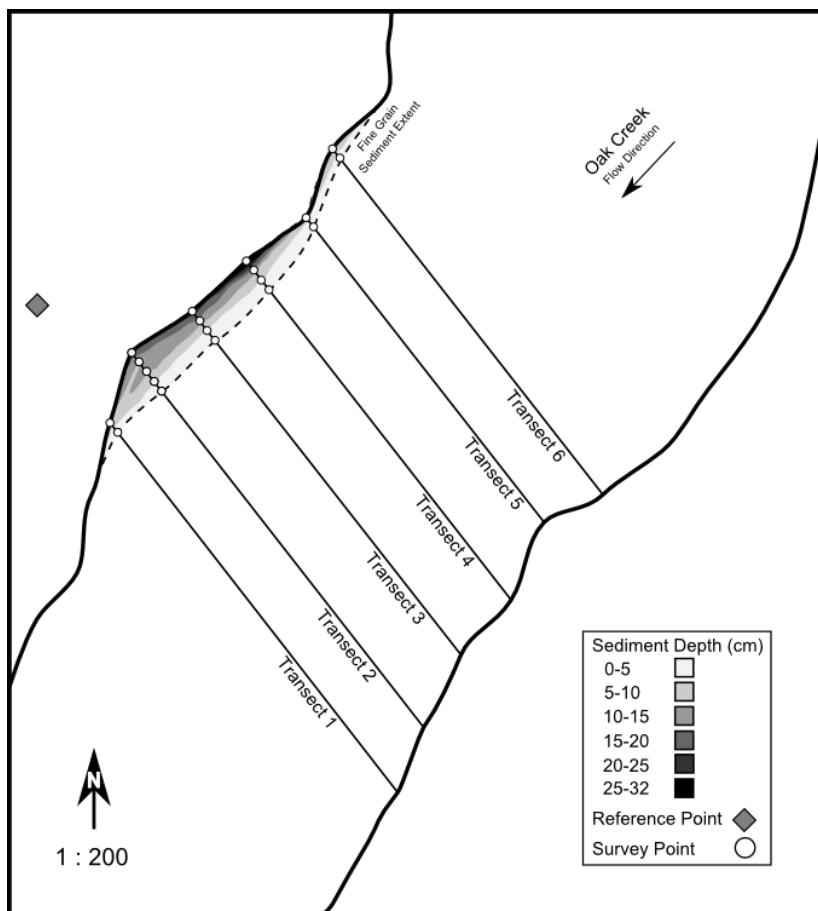 Fine Grain
Sediment Extent
Oak Creek
Flow Direction
Transect 6
Transect 5
Transect 4
Transect 3
Transect 2
Transect 1
N
1 : 200
Sediment Depth (cm)
0-5
5-10
10-15
15-20
20-25
25-32
Reference Point
Survey Point